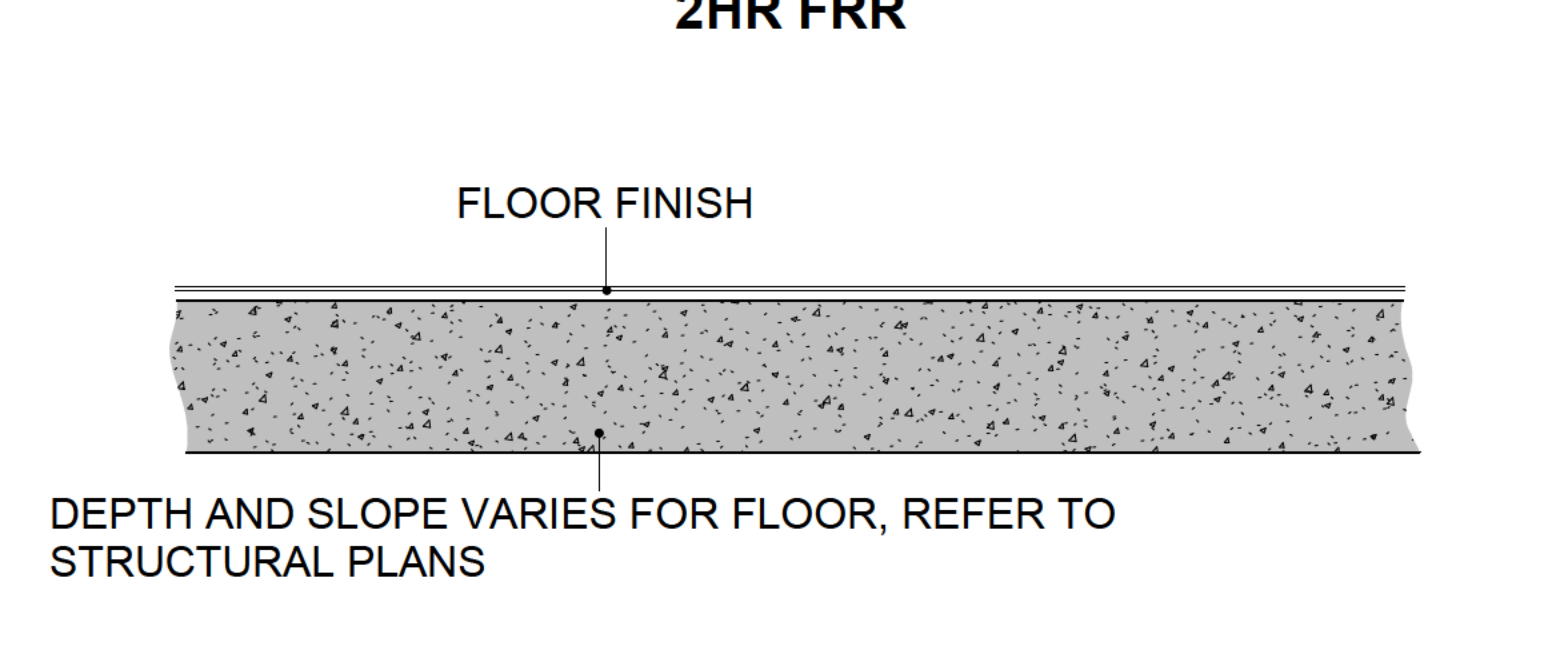 2HR FRR
FLOOR FINISH
DEPTH AND SLOPE VARIES FOR FLOOR, REFER TO
STRUCTURAL PLANS